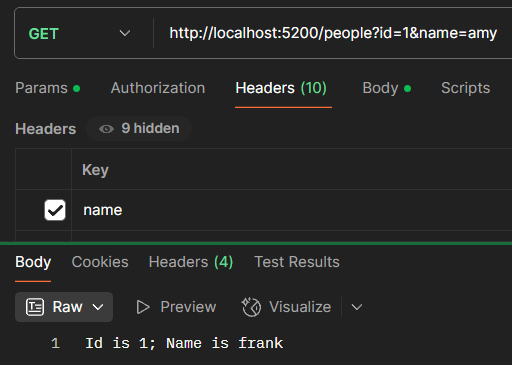 GET http://localhost:5200/people?id=1&name=amy
Params Authorization Headers (10) Body Scripts
Headers 9 hidden
Key
name
Body Cookies Headers (4) Test Results
Raw Preview Visualize
1 Id is 1; Name is frank